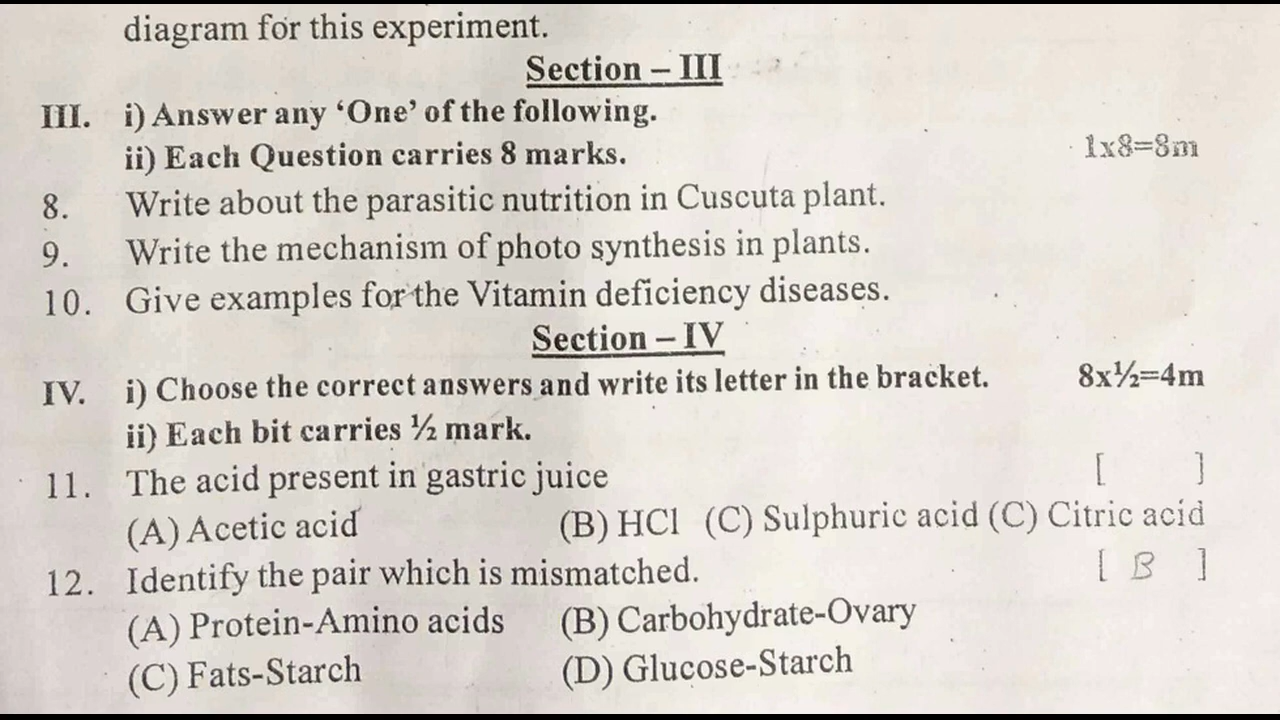 diagram for this experiment.
Section – III
III. i) Answer any ‘One’ of the following.
ii) Each Question carries 8 marks. 1x8=8m
8. Write about the parasitic nutrition in Cuscuta plant.
9. Write the mechanism of photo synthesis in plants.
10. Give examples for the Vitamin deficiency diseases.
Section – IV
IV. i) Choose the correct answers and write its letter in the bracket. 8x½=4m
ii) Each bit carries ½ mark.
11. The acid present in gastric juice [ ]
(A) Acetic acid (B) HCl (C) Sulphuric acid (C) Citric acid
12. Identify the pair which is mismatched. [ B ]
(A) Protein-Amino acids (B) Carbohydrate-Ovary
(C) Fats-Starch (D) Glucose-Starch